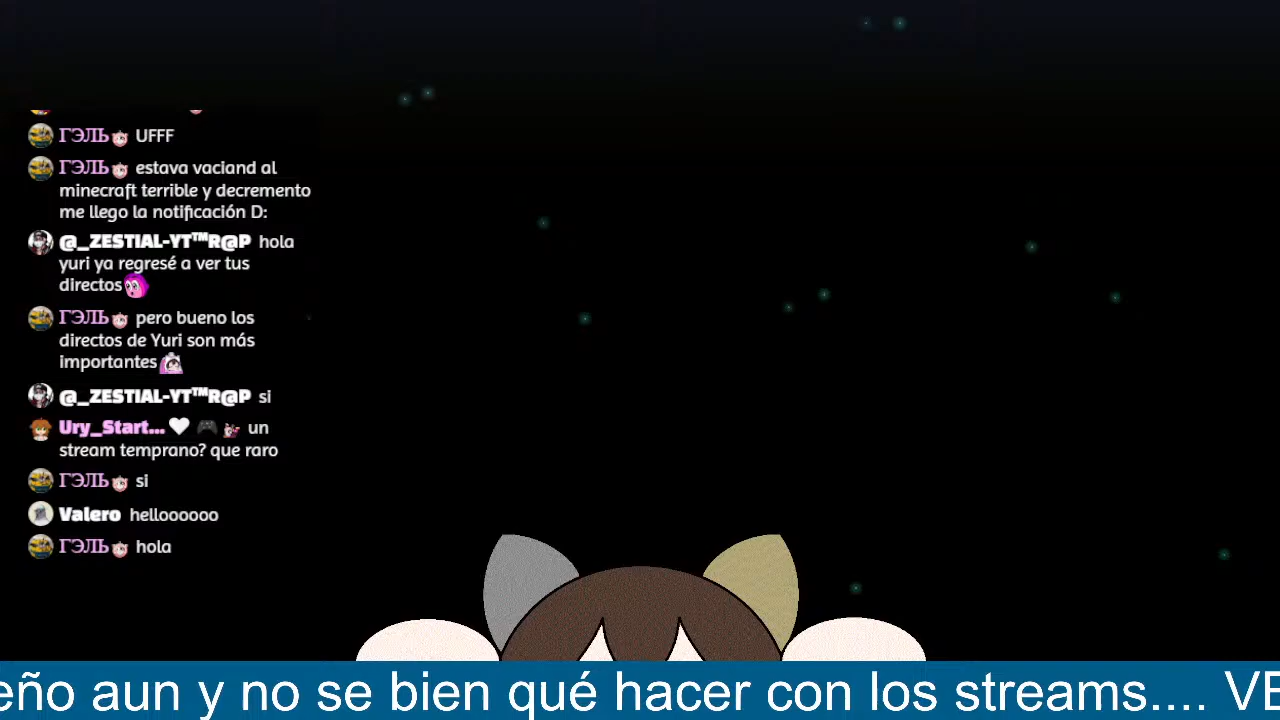 ГЭЛЬ UFFF
ГЭЛЬ estava vaciand al
minecraft terrible y decremento
me llego la notificación D:
@_ZESTIAL-YT™R@P hola
yuri ya regresé a ver tus
directos
ГЭЛЬ pero bueno los
directos de Yuri son más
importantes
@_ZESTIAL-YT™R@P si
Ury_Start... un
stream temprano? que raro
ГЭЛЬ si
Valero helloooooo
ГЭЛЬ hola
eño aun y no se bien qué hacer con los streams.... VE